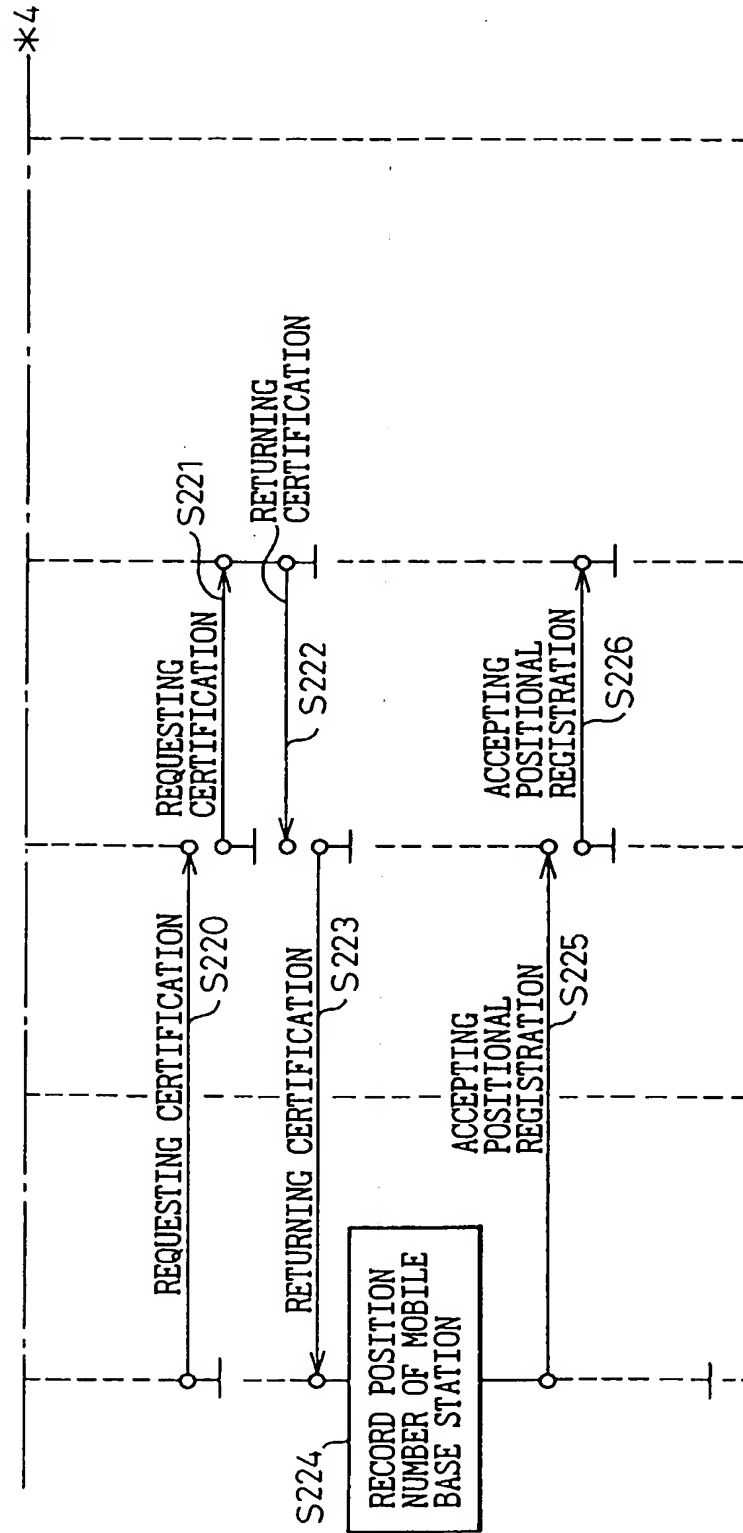 *4
REQUESTING CERTIFICATION
S220
REQUESTING
CERTIFICATION
S221
RETURNING
CERTIFICATION
S222
RETURNING CERTIFICATION
S223
S224
RECORD POSITION
NUMBER OF MOBILE
BASE STATION
ACCEPTING
POSITIONAL
REGISTRATION
S225
ACCEPTING
POSITIONAL
REGISTRATION
S226